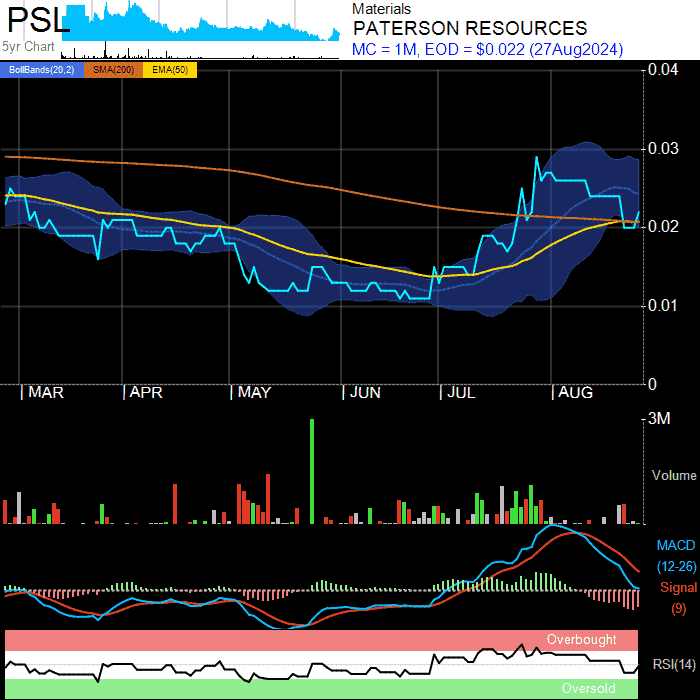 PSL
5yr Chart
Materials
PATERSON RESOURCES
MC = 1M, EOD = $0.022 (27Aug2024)
BollBands(20,2) SMA(200) EMA(50)
0.04
0.03
0.02
0.01
0
MAR APR MAY JUN JUL AUG
3M
Volume
MACD
(12-26)
Signal
(9)
Overbought
RSI(14)
Oversold